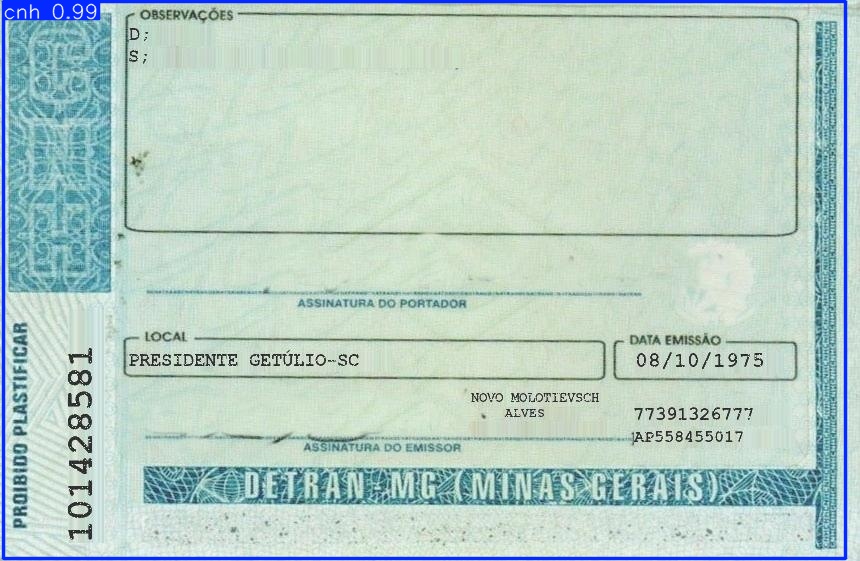 cnh 0.99
OBSERVAÇÕES
D;
S;
ASSINATURA DO PORTADOR
LOCAL
PRESIDENTE GETÚLIO-SC
DATA EMISSÃO
08/10/1975
NOVO MOLOTIEVSCH
ALVES
77391326777
AP558455017
ASSINATURA DO EMISSOR
DETRAN-MG (MINAS GERAIS)
PROIBIDO PLASTIFICAR
101428581